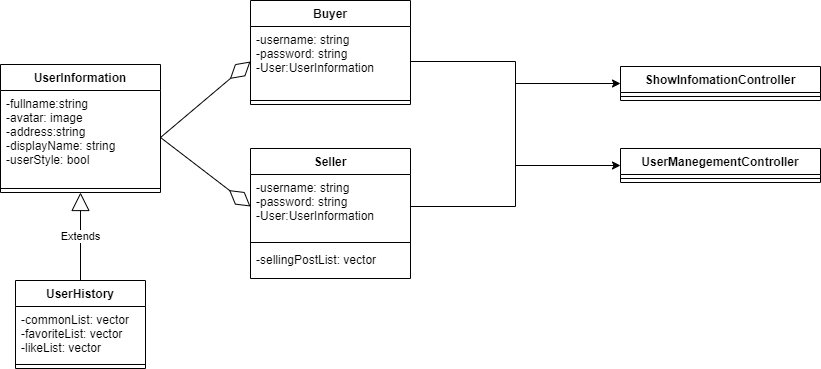 Buyer
-username: string
-password: string
-User:UserInformation
UserInformation
-fullname:string
-avatar: image
-address:string
-displayName: string
-userStyle: bool
ShowInfomationController
Seller
-username: string
-password: string
-User:UserInformation
-sellingPostList: vector
UserManegementController
Extends
UserHistory
-commonList: vector
-favoriteList: vector
-likeList: vector